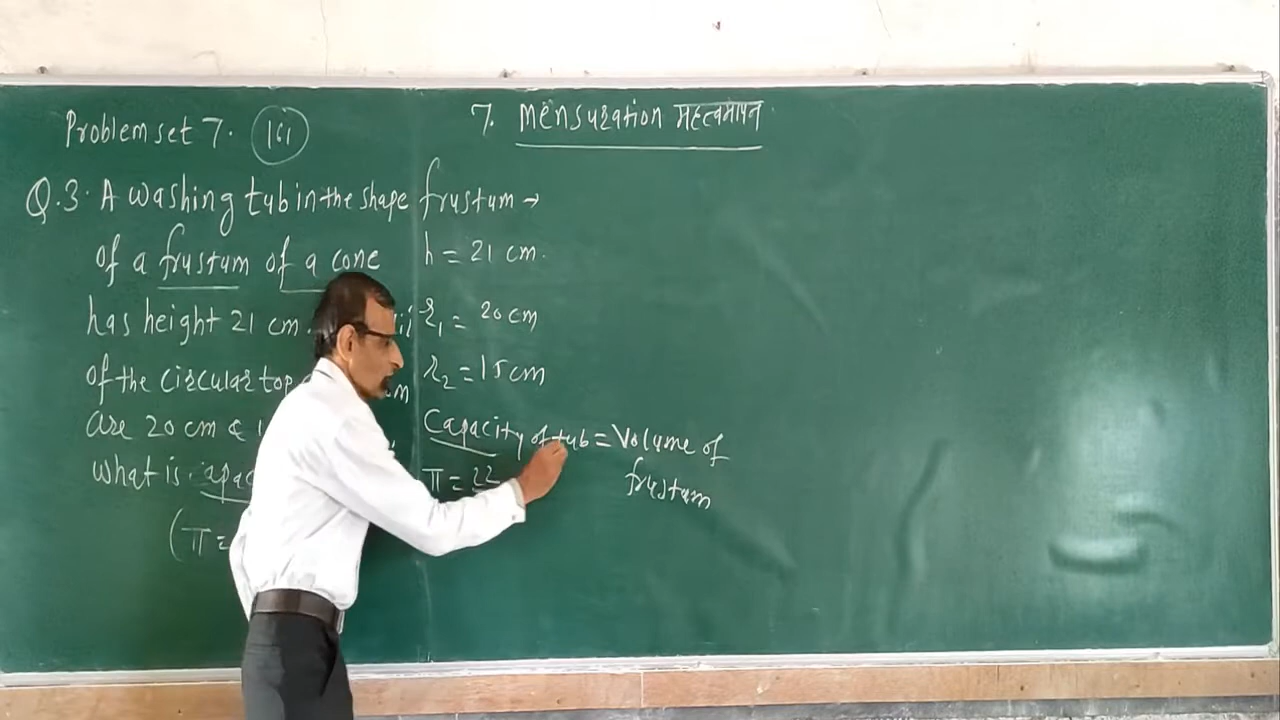 7. Mensuration महत्वमापन
Problem set 7. 161
Q.3. A washing tub in the shape
of a frustum of a cone
has height 21 cm.
of the circular top
are 20 cm &
what is
(π =
frustum →
h = 21 cm.
r₁ = 20 cm
r₂ = 15 cm
Capacity of tub = Volume of
frustum
π = 22